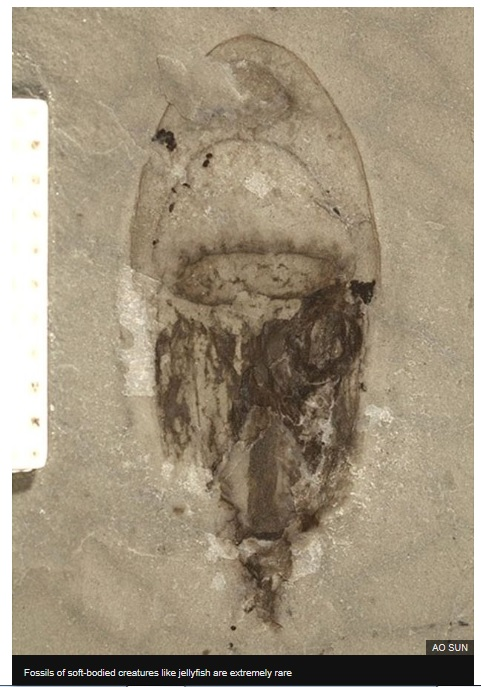 AO SUN
Fossils of soft-bodied creatures like jellyfish are extremely rare